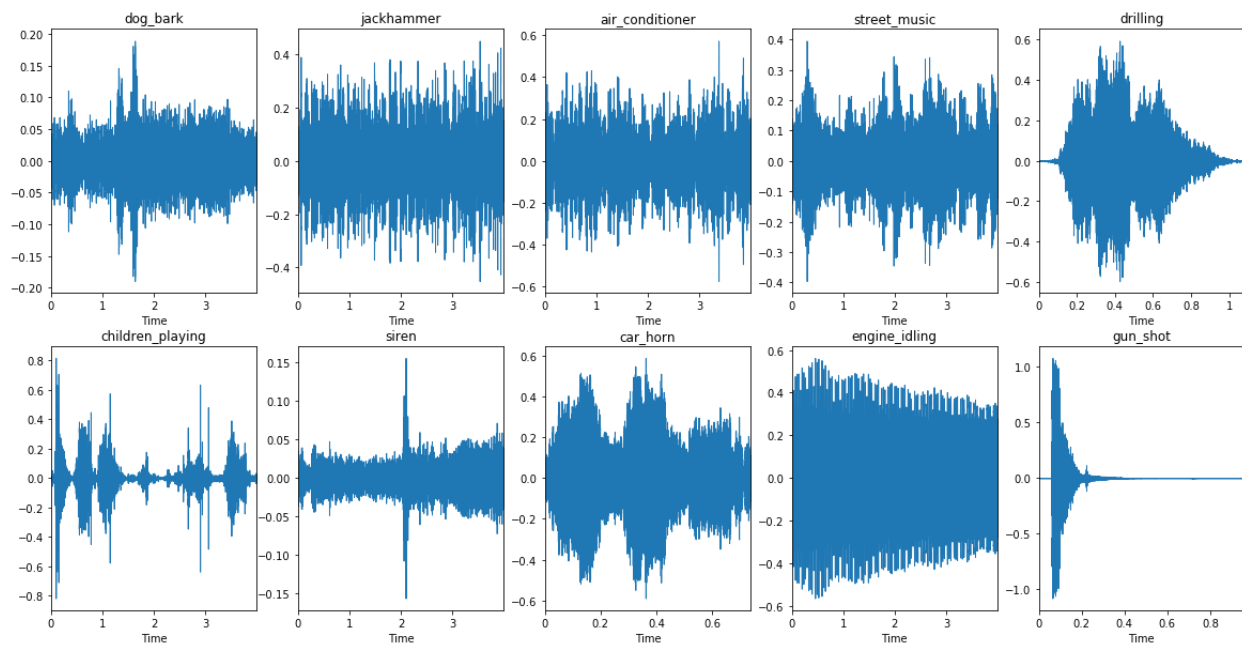 dog_bark
jackhammer
air_conditioner
street_music
drilling
0.20
0.15
0.10
0.05
0.00
−0.05
−0.10
−0.15
−0.20
0 1 2 3
Time
0.4
0.2
0.0
−0.2
−0.4
0 1 2 3
Time
0.6
0.4
0.2
0.0
−0.2
−0.4
−0.6
0 1 2 3
Time
0.4
0.3
0.2
0.1
0.0
−0.1
−0.2
−0.3
−0.4
0 1 2 3
Time
0.6
0.4
0.2
0.0
−0.2
−0.4
−0.6
0 0.2 0.4 0.6 0.8 1
Time
children_playing
siren
car_horn
engine_idling
gun_shot
0.8
0.6
0.4
0.2
0.0
−0.2
−0.4
−0.6
−0.8
0 1 2 3
Time
0.15
0.10
0.05
0.00
−0.05
−0.10
−0.15
0 1 2 3
Time
0.6
0.4
0.2
0.0
−0.2
−0.4
−0.6
0 0.2 0.4 0.6
Time
0.6
0.4
0.2
0.0
−0.2
−0.4
−0.6
0 1 2 3
Time
1.0
0.5
0.0
−0.5
−1.0
0 0.2 0.4 0.6 0.8
Time